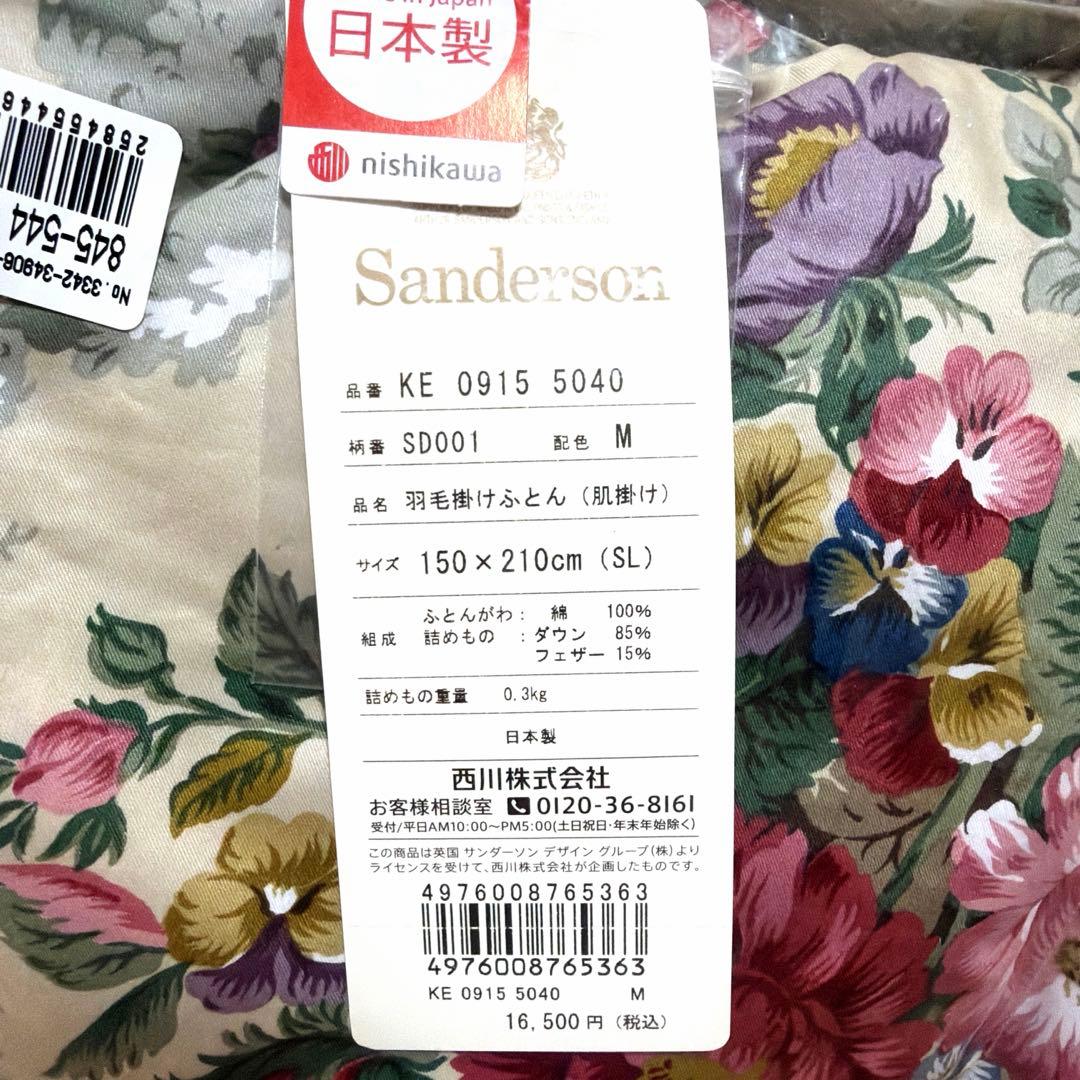 in Japan
日本製
nishikawa
2584554
845-544
No.3342-34906-
Sanderson
品番 KE 0915 5040
柄番 SD001 配色 M
品名 羽毛掛けふとん（肌掛け）
サイズ 150×210cm（SL）
ふとんがわ： 綿 100%
組成 詰めもの ：ダウン 85%
フェザー 15%
詰めもの重量 0.3kg
日本製
西川株式会社
お客様相談室 0120-36-8161
受付/平日AM10:00〜PM5:00(土日祝日・年末年始除く)
この商品は英国 サンダーソン デザイン グループ(株)より
ライセンスを受けて、西川株式会社が企画したものです。
4976008765363
4976008765363
KE 0915 5040 M
16,500円（税込）